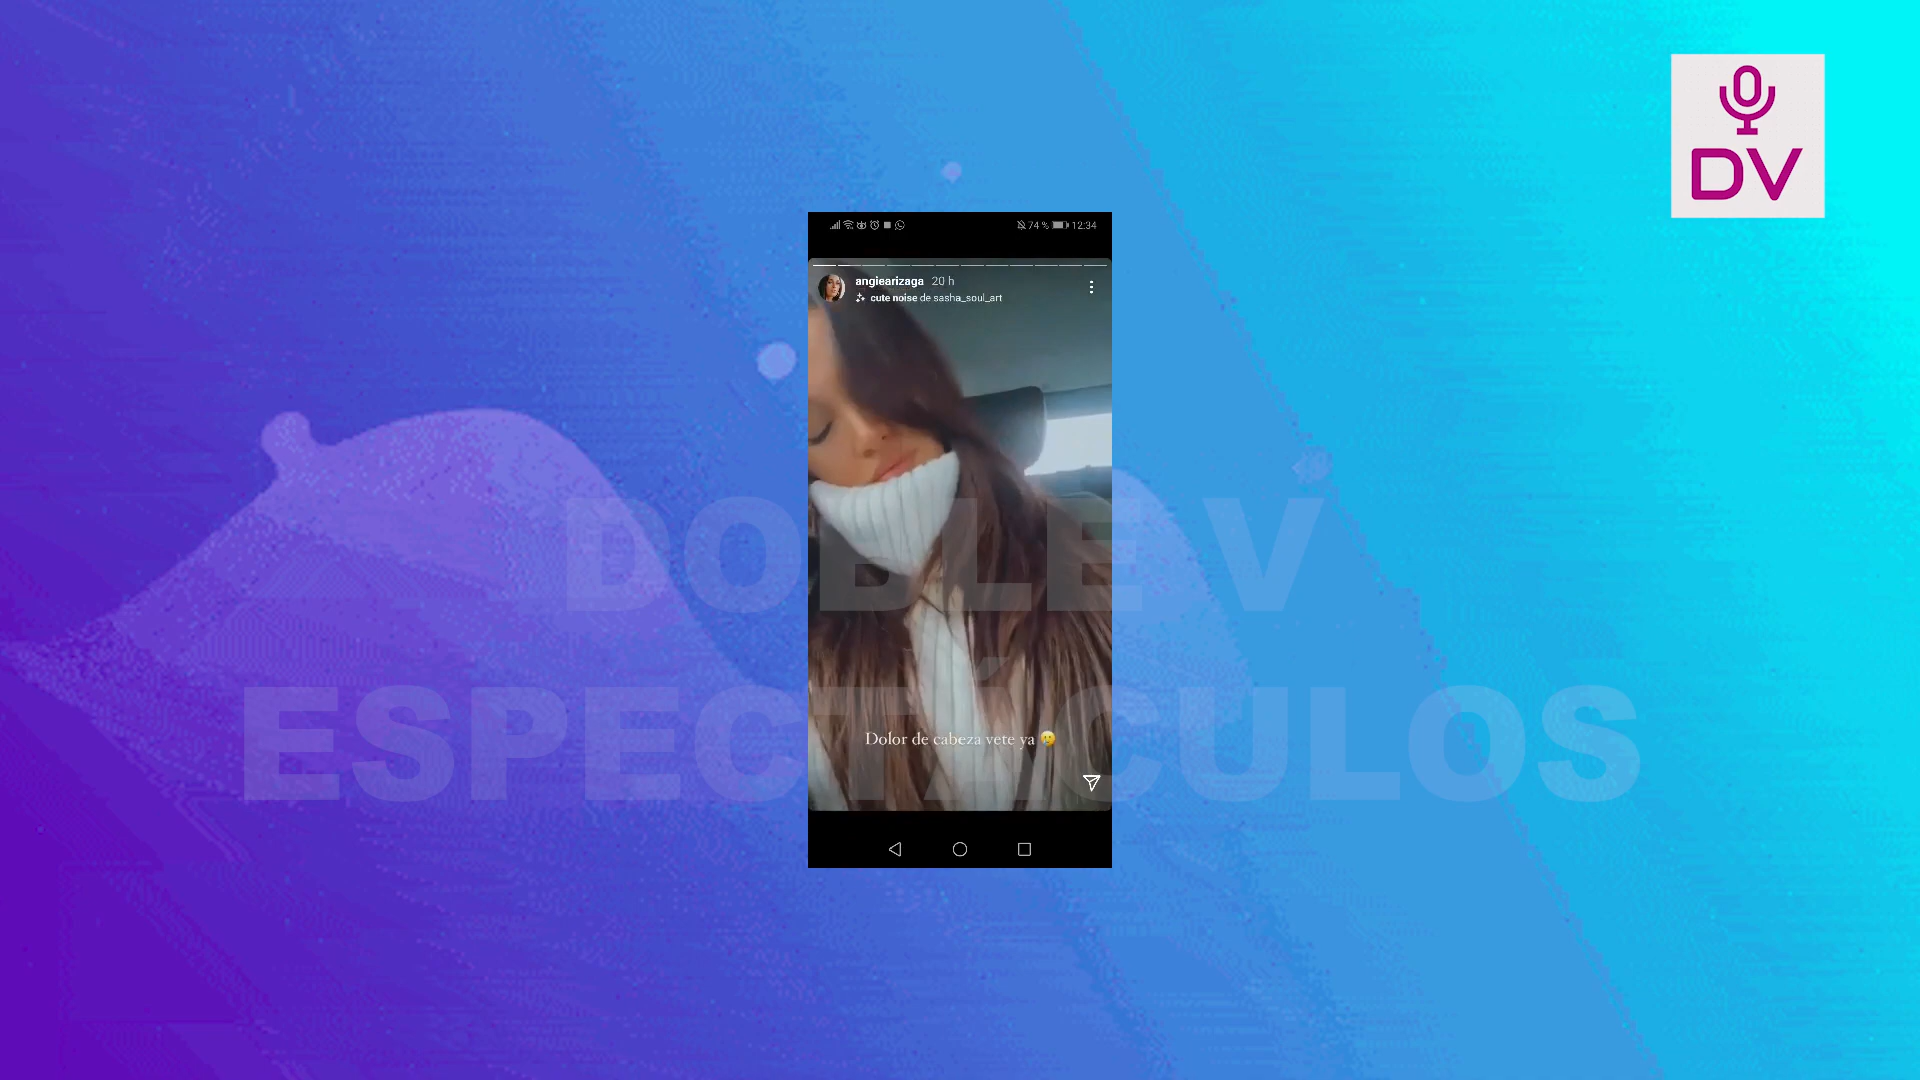 DV
74 % 12:34
angiearizaga 20 h
cute noise de sasha_soul_art
DOBLE V
ESPECTÁCULOS
Dolor de cabeza vete ya 🥲